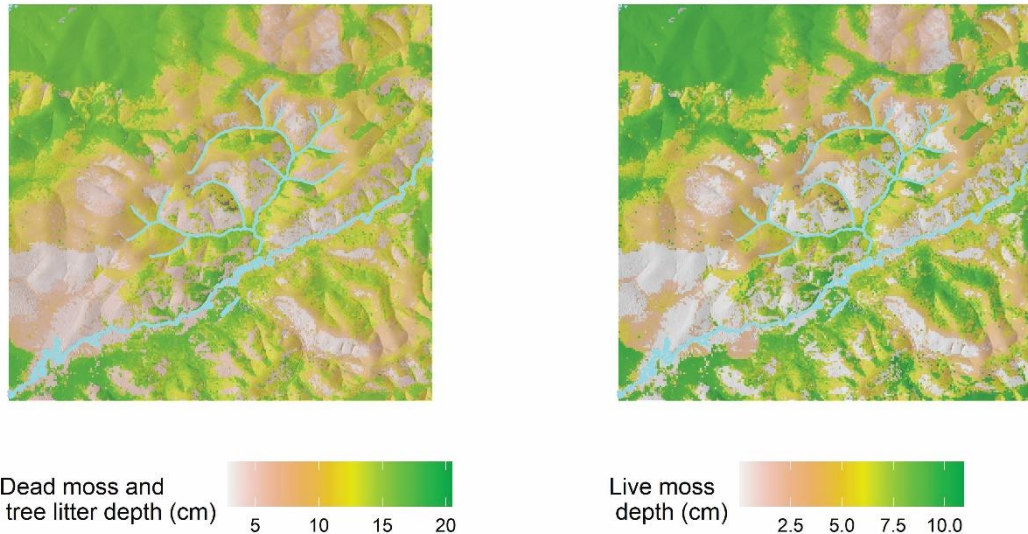 Dead moss and
tree litter depth (cm)
5 10 15 20
Live moss
depth (cm)
2.5 5.0 7.5 10.0